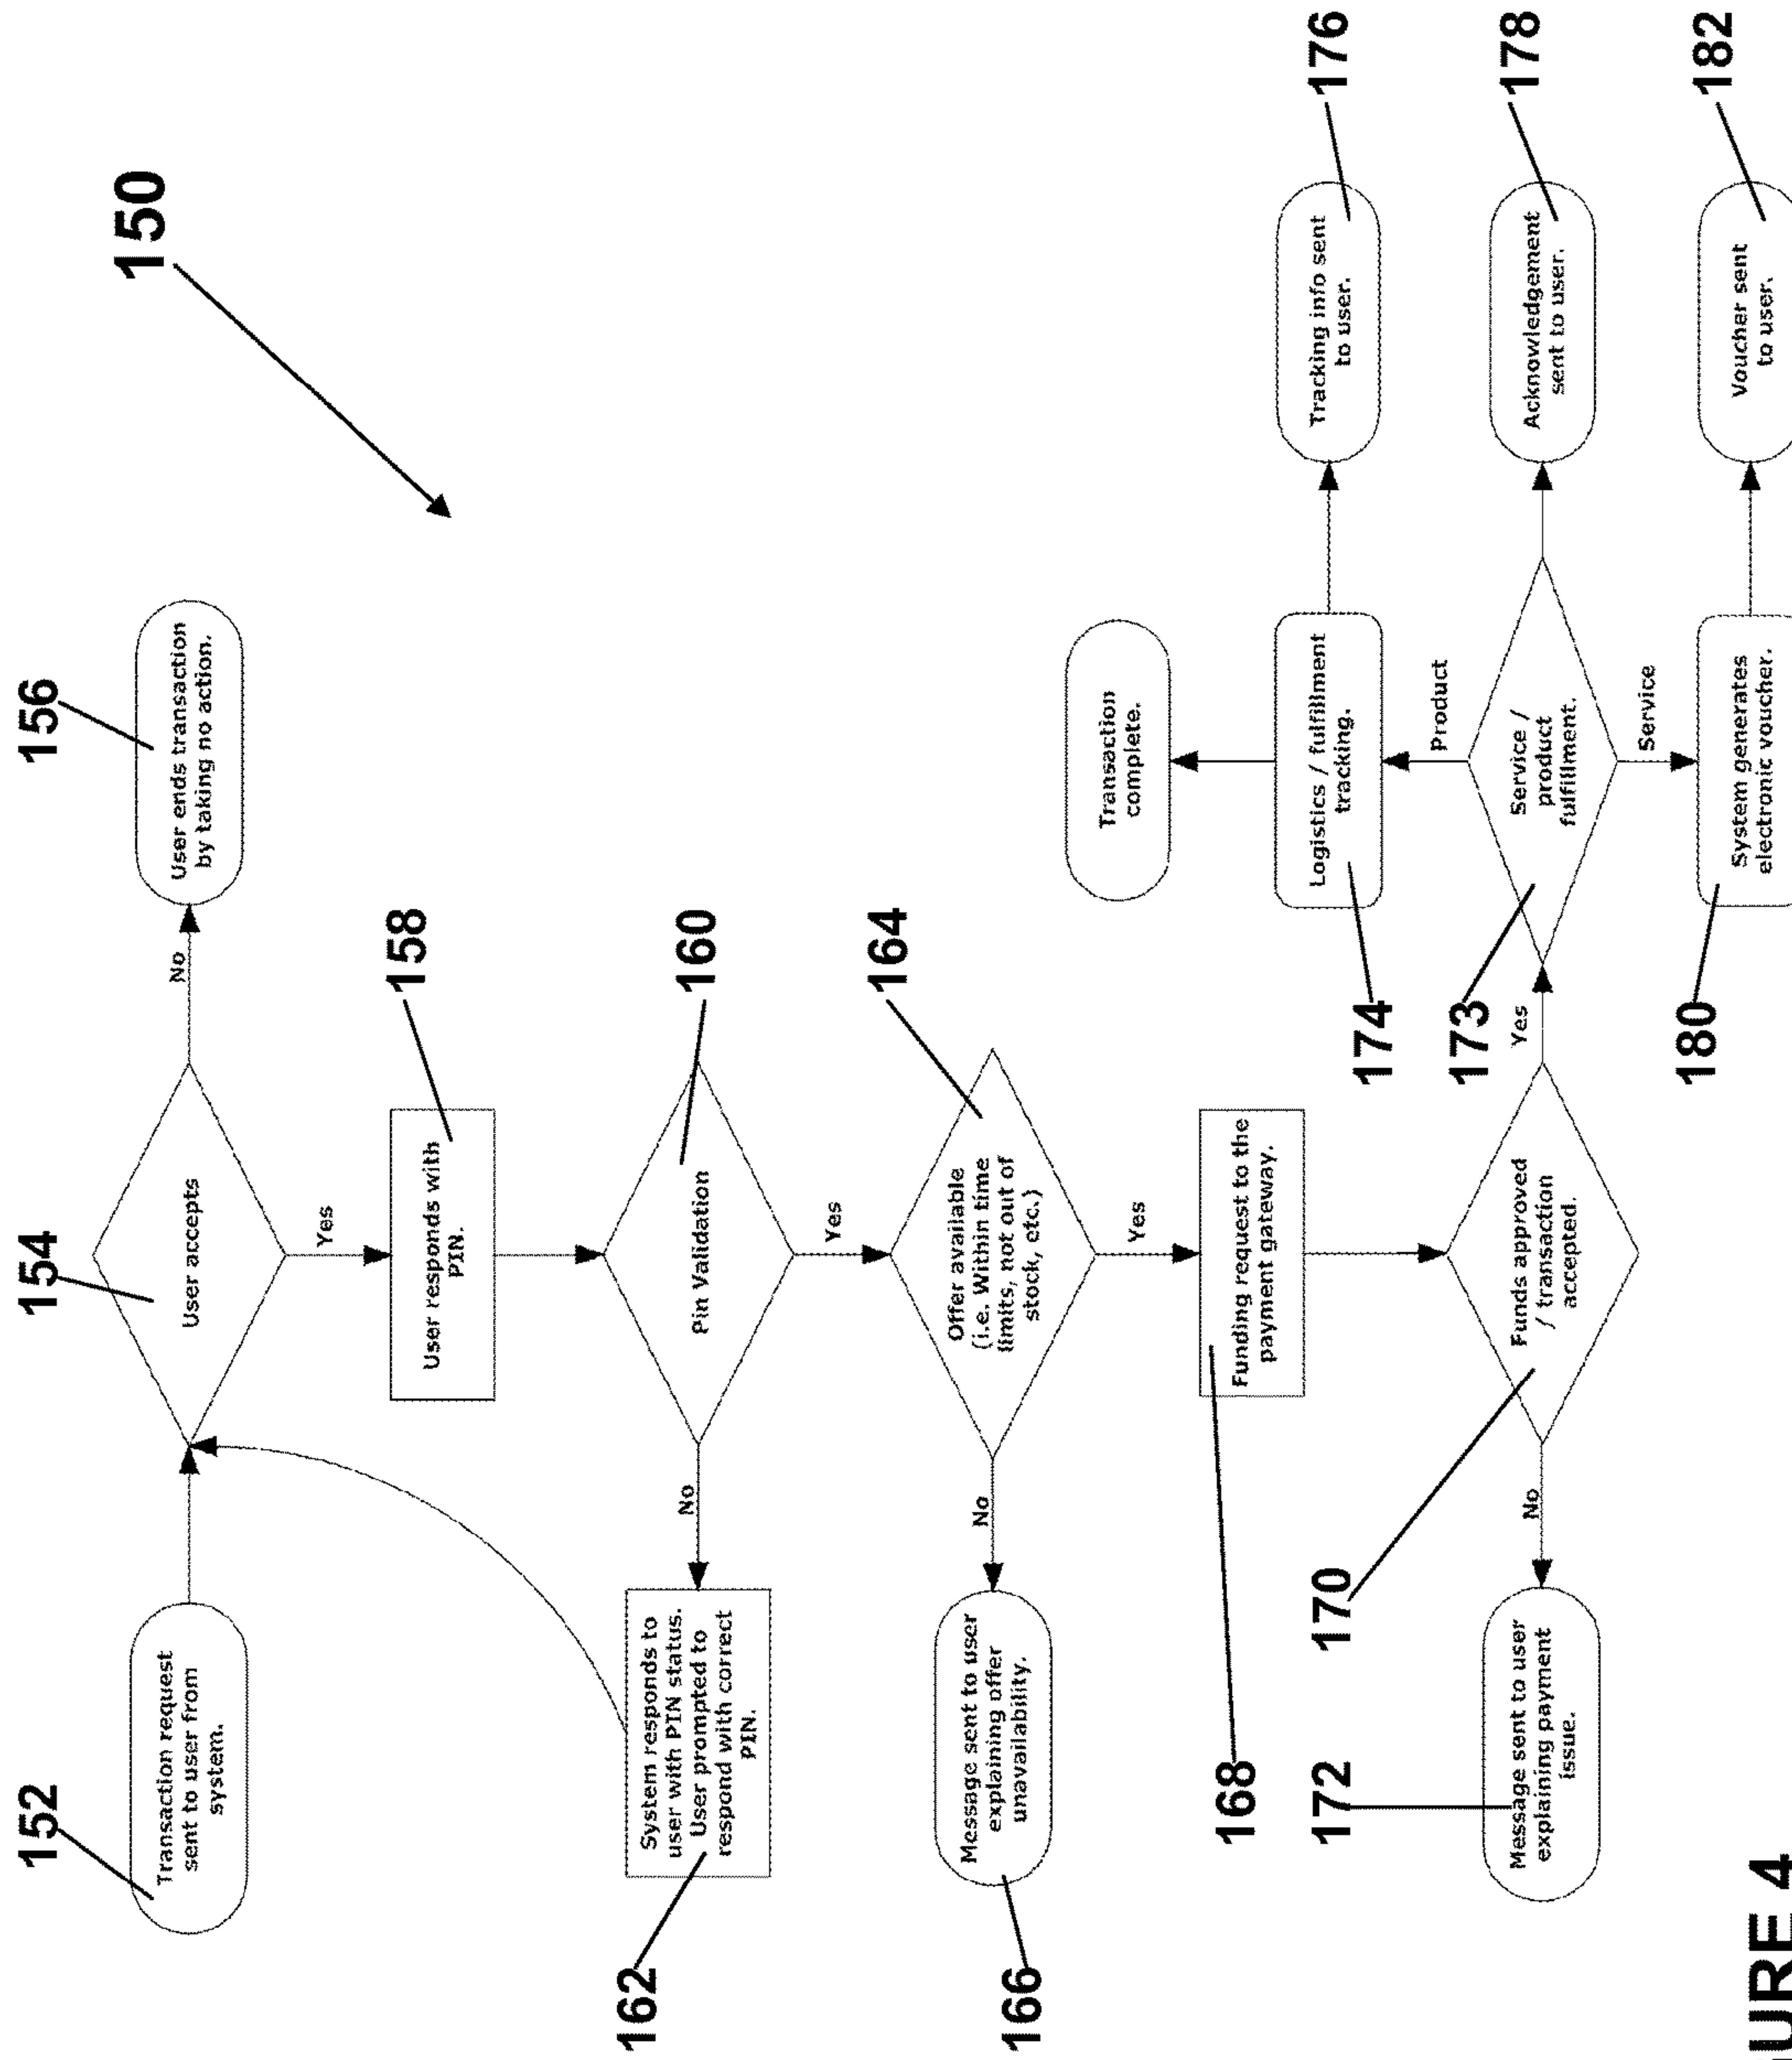 150
152
Transaction request
sent to user from
system.
154
User accepts
No
156
User ends transaction
by taking no action.
Yes
158
User responds with
PIN.
160
Pin Validation
No
162
System responds to
user with PIN status.
User prompted to
respond with correct
PIN.
Yes
164
Offer available
(i.e. Within time
limits, not out of
stock, etc.)
No
166
Message sent to user
explaining offer
unavailability.
Yes
168
Funding request to the
payment gateway.
170
Funds approved
/ transaction
accepted.
No
172
Message sent to user
explaining payment
issue.
Yes
173
Service /
product
fulfillment.
Product
174
Logistics / fulfillment
tracking.
Transaction
complete.
176
Tracking info sent
to user.
178
Acknowledgement
sent to user.
Service
180
System generates
electronic voucher.
182
Voucher sent
to user.
URE 4